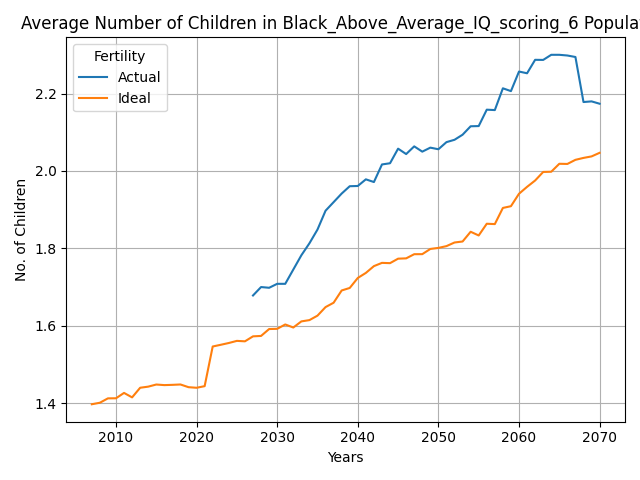 Average Number of Children in Black_Above_Average_IQ_scoring_6 Popula
Fertility
Actual
Ideal
No. of Children
2.2
2.0
1.8
1.6
1.4
2010 2020 2030 2040 2050 2060 2070
Years